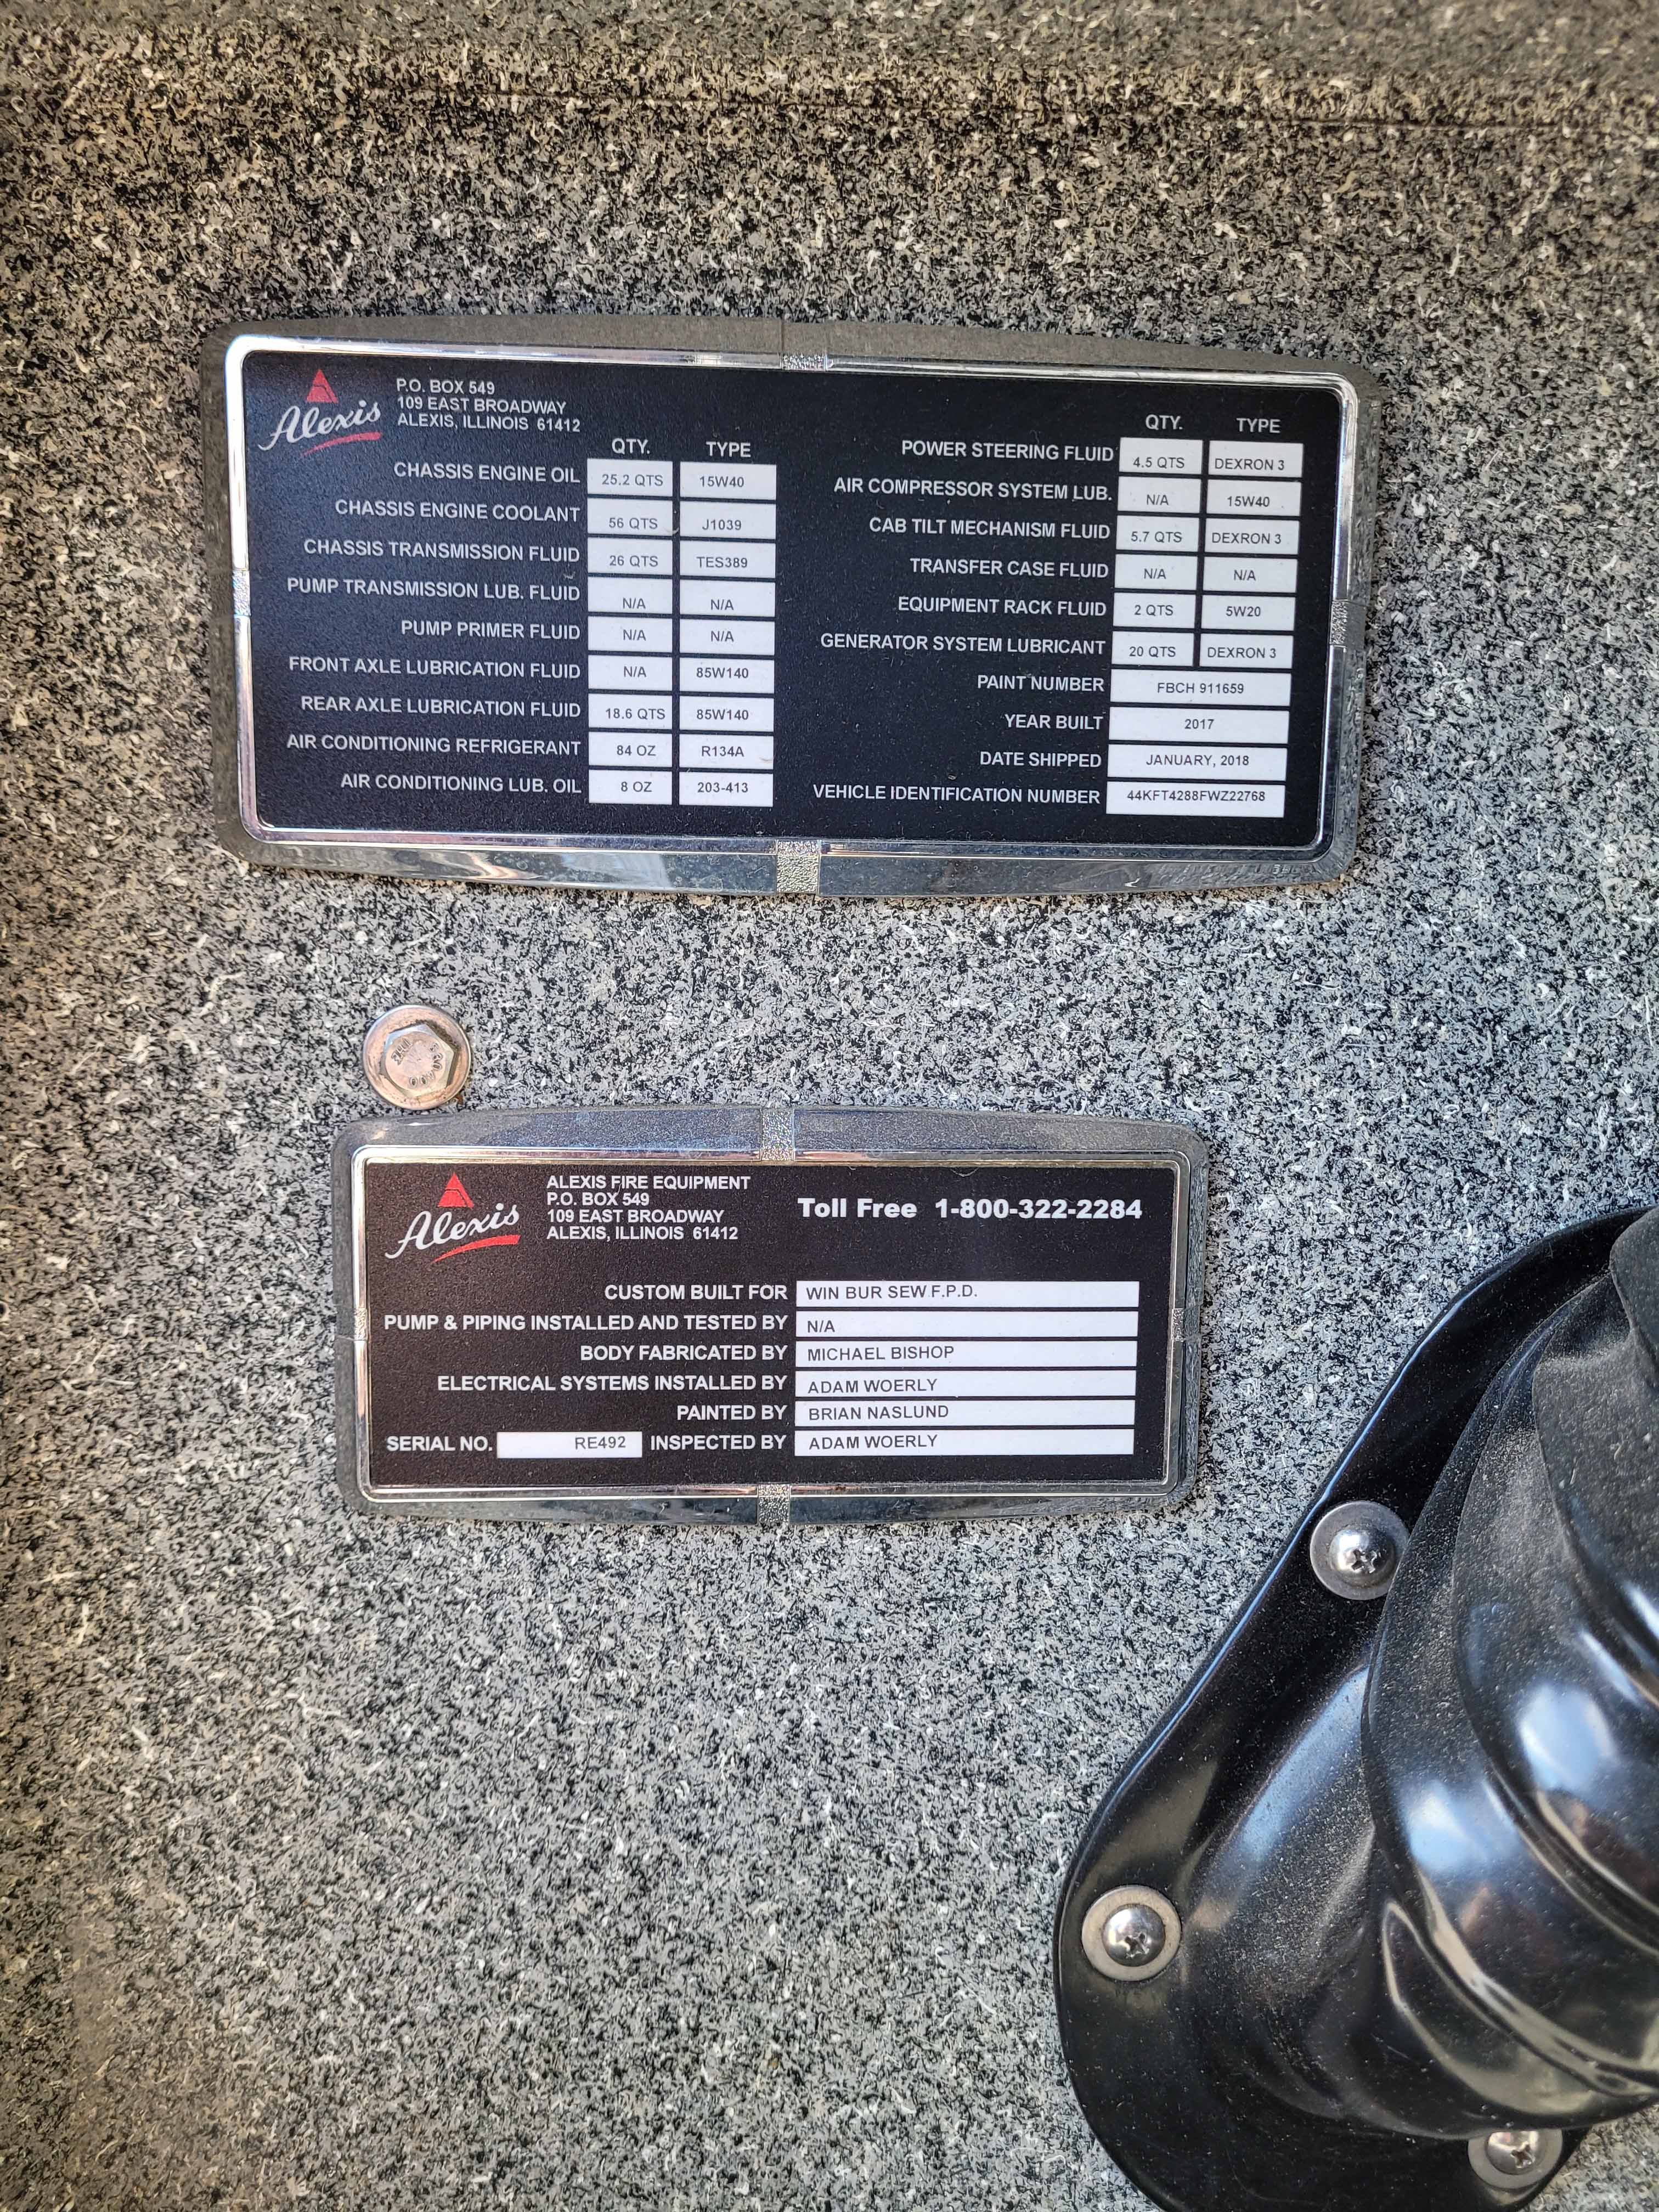 Alexis
P.O. BOX 549
109 EAST BROADWAY
ALEXIS, ILLINOIS 61412
QTY. TYPE
CHASSIS ENGINE OIL 25.2 QTS 15W40
CHASSIS ENGINE COOLANT 56 QTS J1039
CHASSIS TRANSMISSION FLUID 26 QTS TES389
PUMP TRANSMISSION LUB. FLUID N/A N/A
PUMP PRIMER FLUID N/A N/A
FRONT AXLE LUBRICATION FLUID N/A 85W140
REAR AXLE LUBRICATION FLUID 18.6 QTS 85W140
AIR CONDITIONING REFRIGERANT 84 OZ R134A
AIR CONDITIONING LUB. OIL 8 OZ 203-413
QTY. TYPE
POWER STEERING FLUID 4.5 QTS DEXRON 3
AIR COMPRESSOR SYSTEM LUB. N/A 15W40
CAB TILT MECHANISM FLUID 5.7 QTS DEXRON 3
TRANSFER CASE FLUID N/A N/A
EQUIPMENT RACK FLUID 2 QTS 5W20
GENERATOR SYSTEM LUBRICANT 20 QTS DEXRON 3
PAINT NUMBER FBCH 911659
YEAR BUILT 2017
DATE SHIPPED JANUARY, 2018
VEHICLE IDENTIFICATION NUMBER 44KFT4288FWZ22768
Alexis
ALEXIS FIRE EQUIPMENT
P.O. BOX 549
109 EAST BROADWAY
ALEXIS, ILLINOIS 61412
Toll Free 1-800-322-2284
CUSTOM BUILT FOR WIN BUR SEW F.P.D.
PUMP & PIPING INSTALLED AND TESTED BY N/A
BODY FABRICATED BY MICHAEL BISHOP
ELECTRICAL SYSTEMS INSTALLED BY ADAM WOERLY
PAINTED BY BRIAN NASLUND
SERIAL NO. RE492 INSPECTED BY ADAM WOERLY